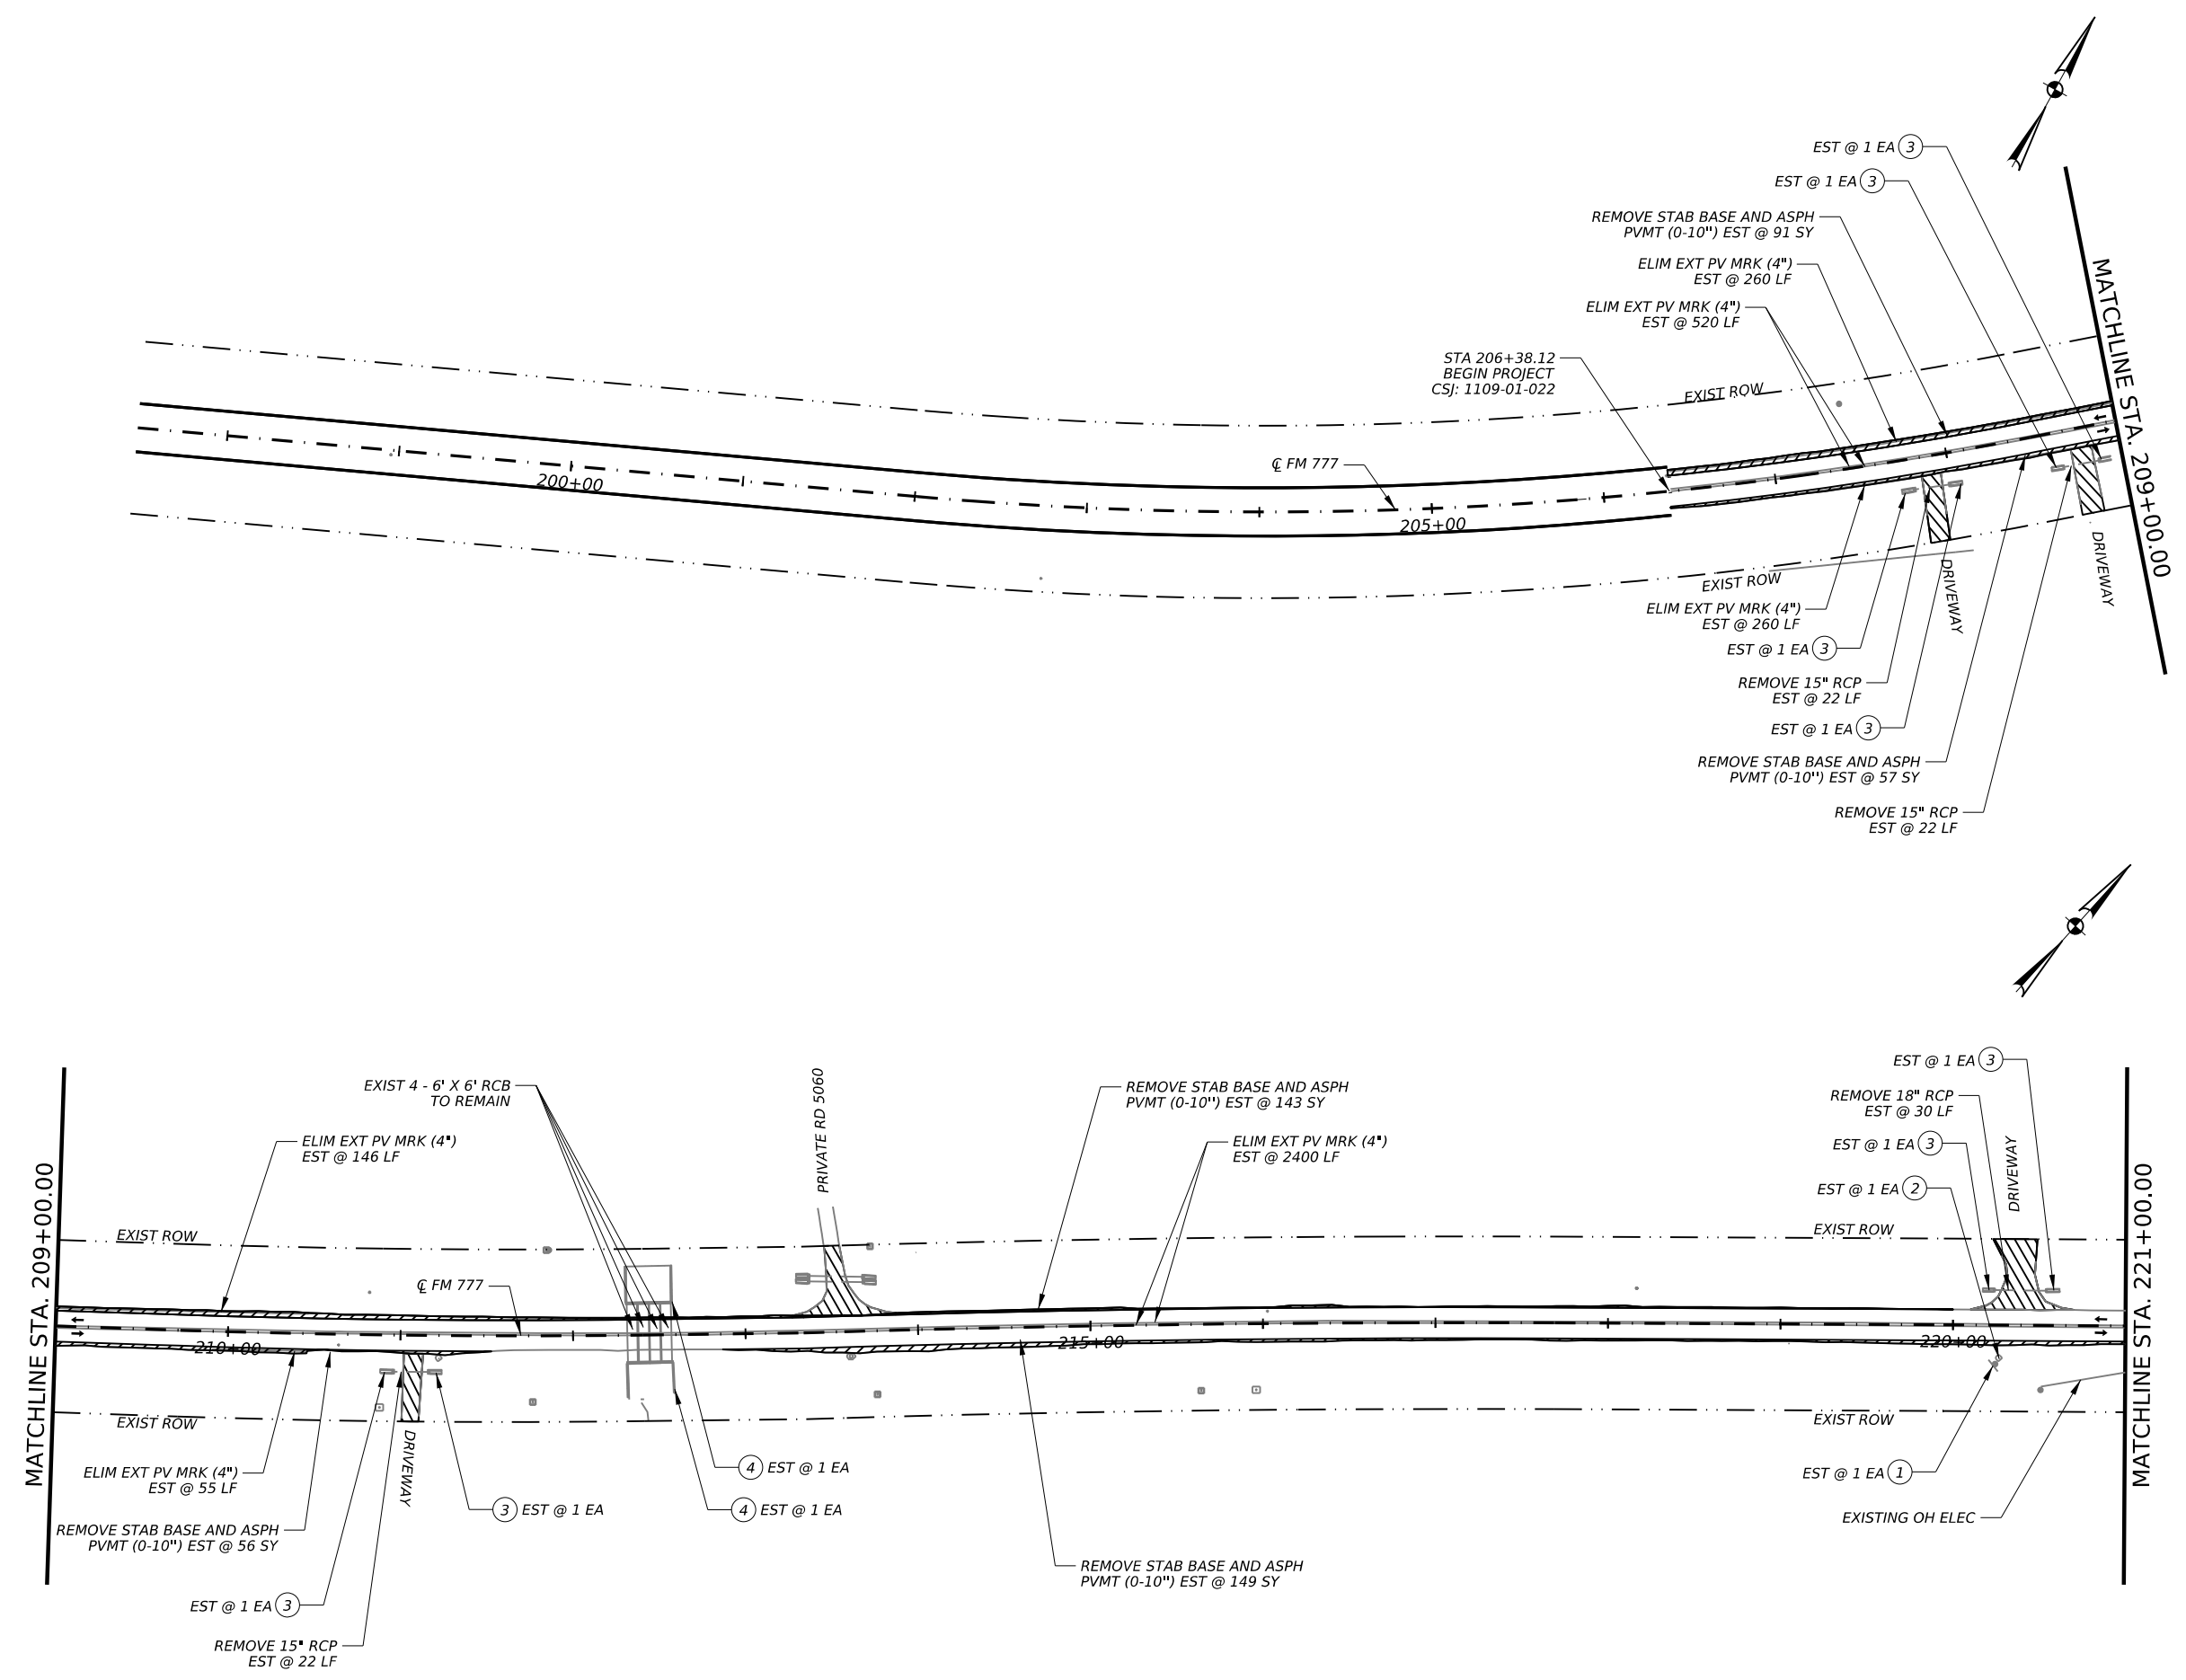 EST @ 1 EA 3
EST @ 1 EA 3
REMOVE STAB BASE AND ASPH
PVMT (0-10") EST @ 91 SY
ELIM EXT PV MRK (4")
EST @ 260 LF
ELIM EXT PV MRK (4")
EST @ 520 LF
STA 206+38.12
BEGIN PROJECT
CSJ: 1109-01-022
EXIST ROW
MATCHLINE STA. 209+00.00
℄ FM 777
200+00
205+00
EXIST ROW
DRIVEWAY
DRIVEWAY
ELIM EXT PV MRK (4")
EST @ 260 LF
EST @ 1 EA 3
REMOVE 15" RCP
EST @ 22 LF
EST @ 1 EA 3
REMOVE STAB BASE AND ASPH
PVMT (0-10") EST @ 57 SY
REMOVE 15" RCP
EST @ 22 LF
MATCHLINE STA. 209+00.00
EXIST 4 - 6' X 6' RCB
TO REMAIN
ELIM EXT PV MRK (4")
EST @ 146 LF
PRIVATE RD 5060
REMOVE STAB BASE AND ASPH
PVMT (0-10") EST @ 143 SY
ELIM EXT PV MRK (4")
EST @ 2400 LF
EST @ 1 EA 3
REMOVE 18" RCP
EST @ 30 LF
EST @ 1 EA 3
DRIVEWAY
EST @ 1 EA 2
EXIST ROW
EXIST ROW
℄ FM 777
210+00
215+00
220+00
MATCHLINE STA. 221+00.00
EXIST ROW
EXIST ROW
DRIVEWAY
ELIM EXT PV MRK (4")
EST @ 55 LF
4 EST @ 1 EA
EST @ 1 EA 1
3 EST @ 1 EA
4 EST @ 1 EA
EXISTING OH ELEC
REMOVE STAB BASE AND ASPH
PVMT (0-10") EST @ 56 SY
REMOVE STAB BASE AND ASPH
PVMT (0-10") EST @ 149 SY
EST @ 1 EA 3
REMOVE 15" RCP
EST @ 22 LF